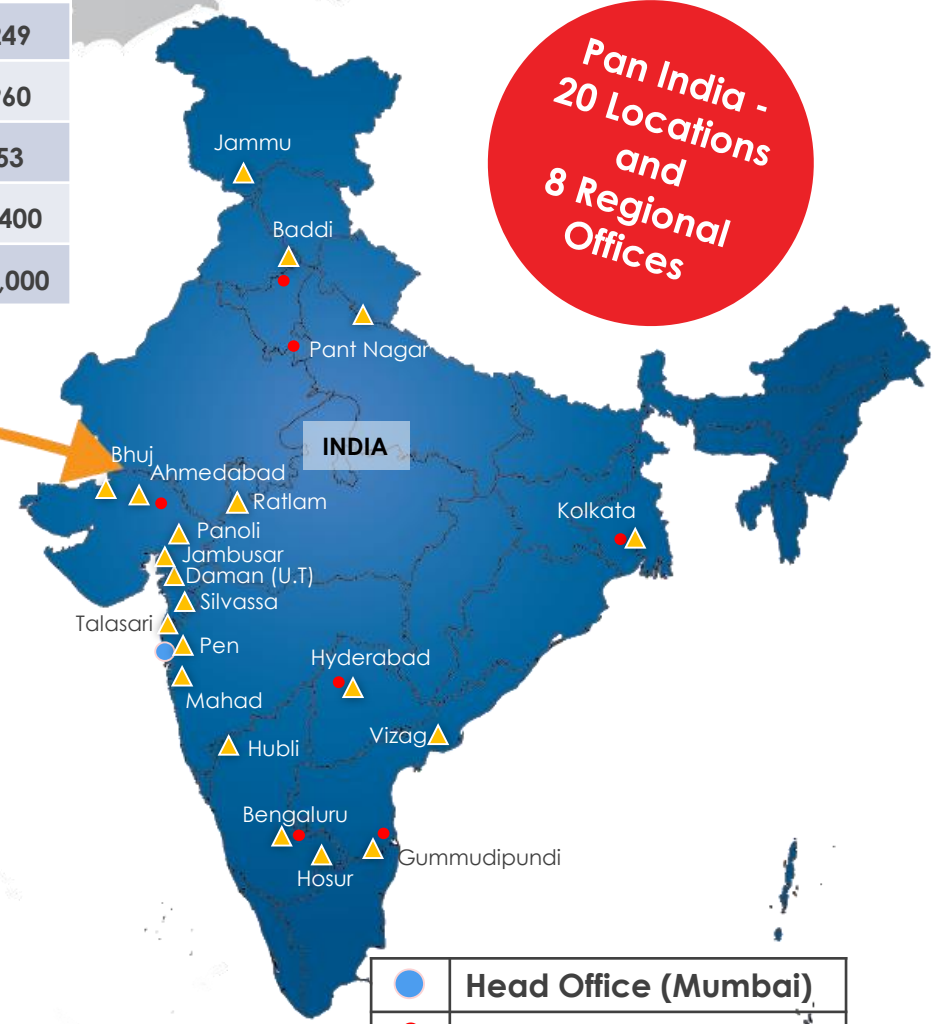 249
960
53
400
,000
Pan India -
20 Locations
and
8 Regional
Offices
Jammu
Baddi
Pant Nagar
INDIA
Bhuj
Ahmedabad
Ratlam
Kolkata
Panoli
Jambusar
Daman (U.T)
Silvassa
Talasari
Pen
Hyderabad
Mahad
Vizag
Hubli
Bengaluru
Gummudipundi
Hosur
Head Office (Mumbai)